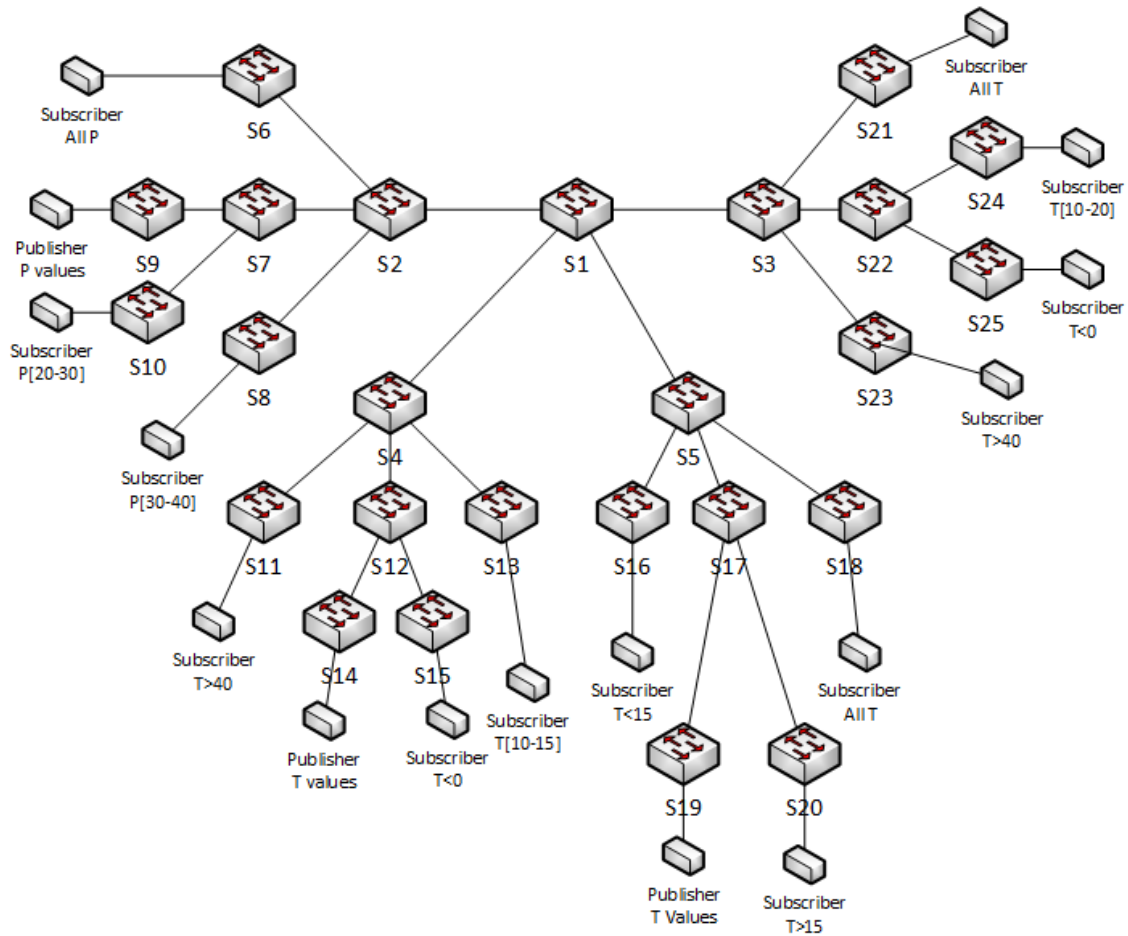 Subscriber
All P
S6
Subscriber
All T
S21
S24
Subscriber
T[10-20]
Publisher
P values
S9
S7
S2
S1
S3
S22
S25
Subscriber
T<0
Subscriber
P[20-30]
S10
S8
S23
Subscriber
T>40
Subscriber
P[30-40]
S4
S5
S11
S12
S13
S16
S17
S18
Subscriber
T>40
S14
S15
Subscriber
T[10-15]
Subscriber
T<15
Subscriber
All T
Publisher
T values
Subscriber
T<0
S19
S20
Publisher
T Values
Subscriber
T>15